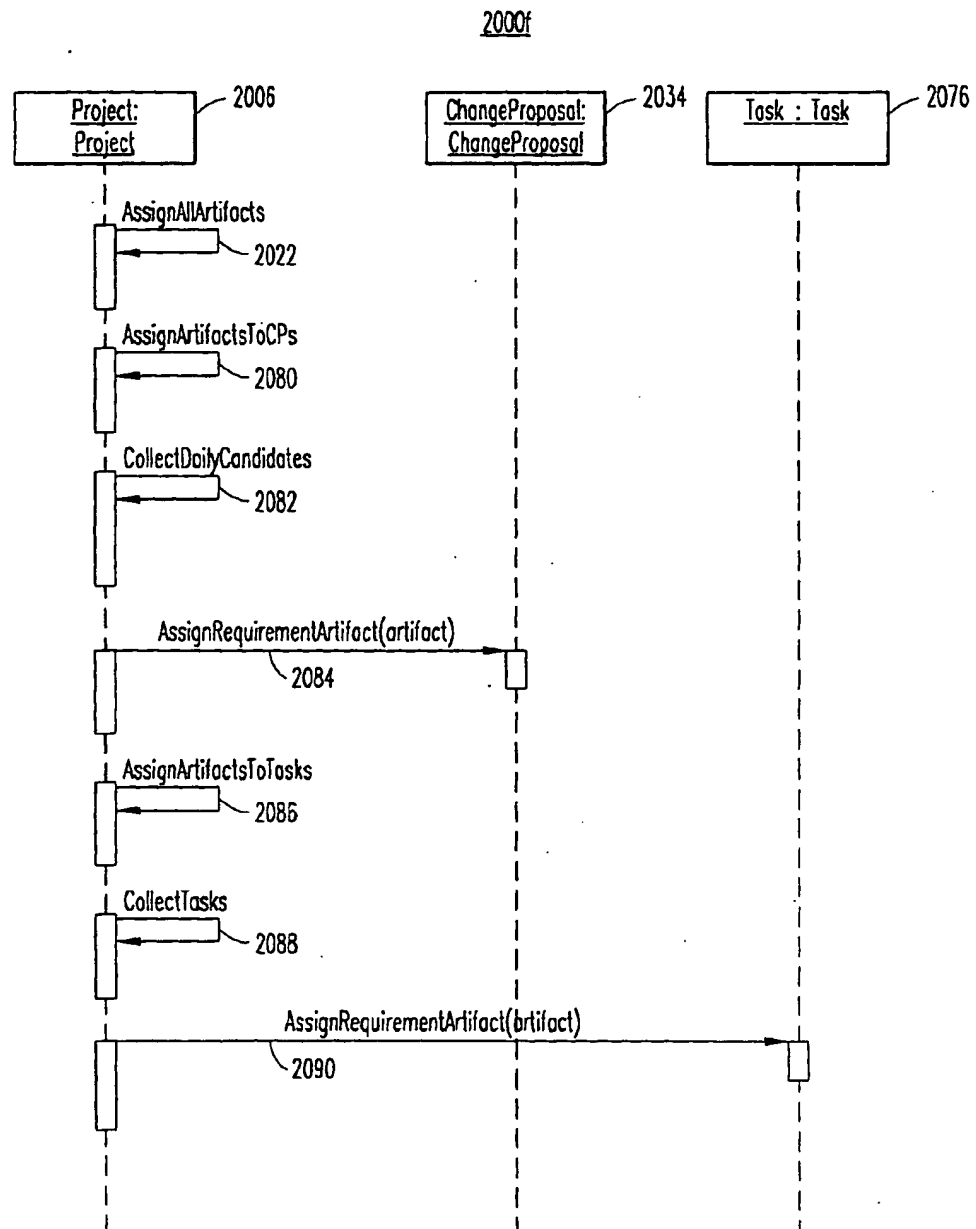 2000f
Project:
Project
2006
ChangeProposal:
ChangeProposal
2034
Task : Task
2076
AssignAllArtifacts
2022
AssignArtifactsToCPs
2080
CollectDailyCandidates
2082
AssignRequirementArtifact(artifact)
2084
AssignArtifactsToTasks
2086
CollectTasks
2088
AssignRequirementArtifact(artifact)
2090